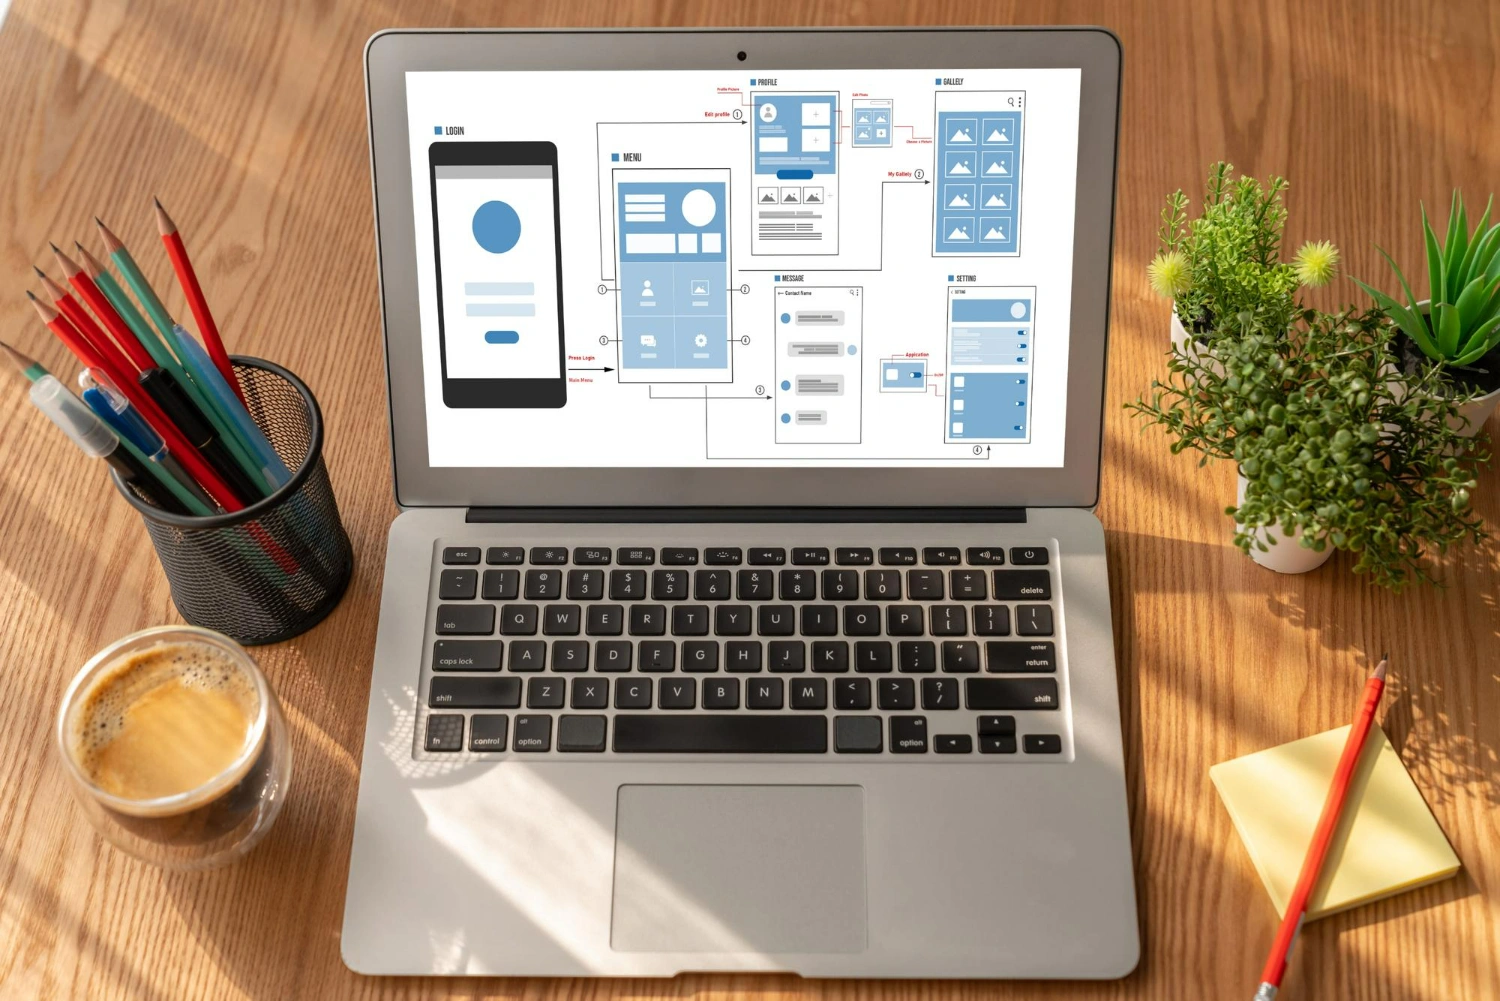 LOGIN
MENU
PROFILE
GALLELY
Profile Picture
Edit profile 1
Edit Photo
Choose a Picture
My Gallely 2
1
2
3
4
Press Login
Main Menu
MESSAGE
Contact Name
3
SETTING
SETTING
Application
4
esc F1 F2 F3 F4 F5 F6 F7 F8 F9 F10 F11 F12
~ ! @ # $ % ^ & * ( ) – +
` 1 2 3 4 5 6 7 8 9 0 - = delete
tab Q W E R T Y U I O P { } |
[ ] \
caps lock A S D F G H J K L : " enter
; ' return
shift Z X C V B N M < > ? shift
, . /
fn control alt option alt option